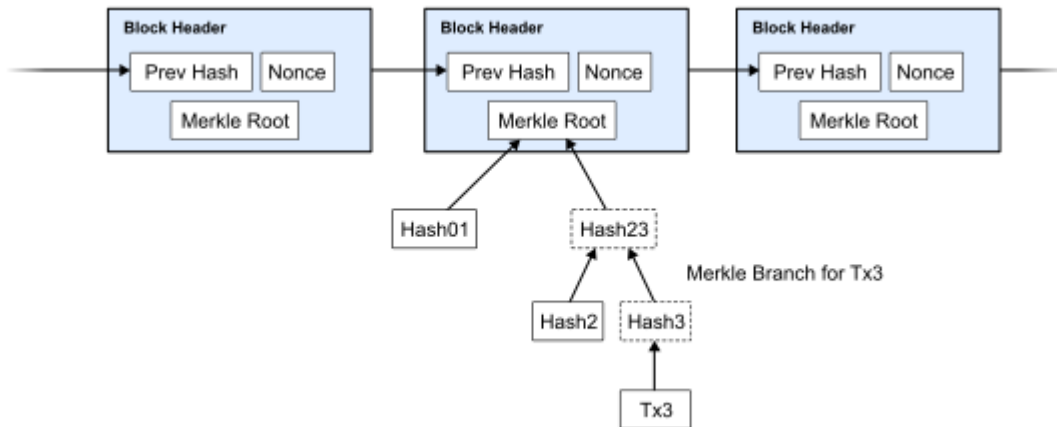 Block Header
Block Header
Block Header
Prev Hash Nonce
Prev Hash Nonce
Prev Hash Nonce
Merkle Root
Merkle Root
Merkle Root
Hash01
Hash23
Merkle Branch for Tx3
Hash2
Hash3
Tx3